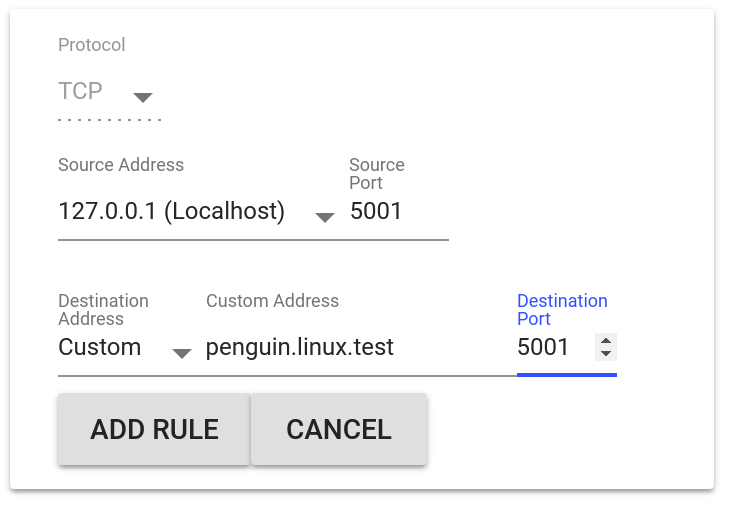 Protocol
TCP
Source Address
Source
Port
127.0.0.1 (Localhost)
5001
Destination
Address
Custom Address
Destination
Port
Custom
penguin.linux.test
5001
ADD RULE
CANCEL